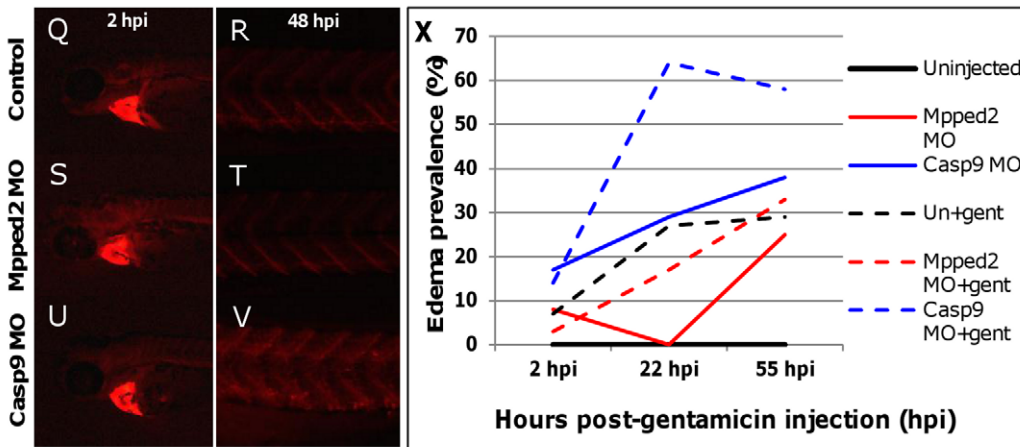 2 hpi
48 hpi
Control
Q
R
Mpped2 MO
S
T
Casp9 MO
U
V
X
Edema prevalence (%)
70
60
50
40
30
20
10
0
2 hpi
22 hpi
55 hpi
Hours post-gentamicin injection (hpi)
Uninjected
Mpped2
MO
Casp9 MO
Un+gent
Mpped2
MO+gent
Casp9
MO+gent